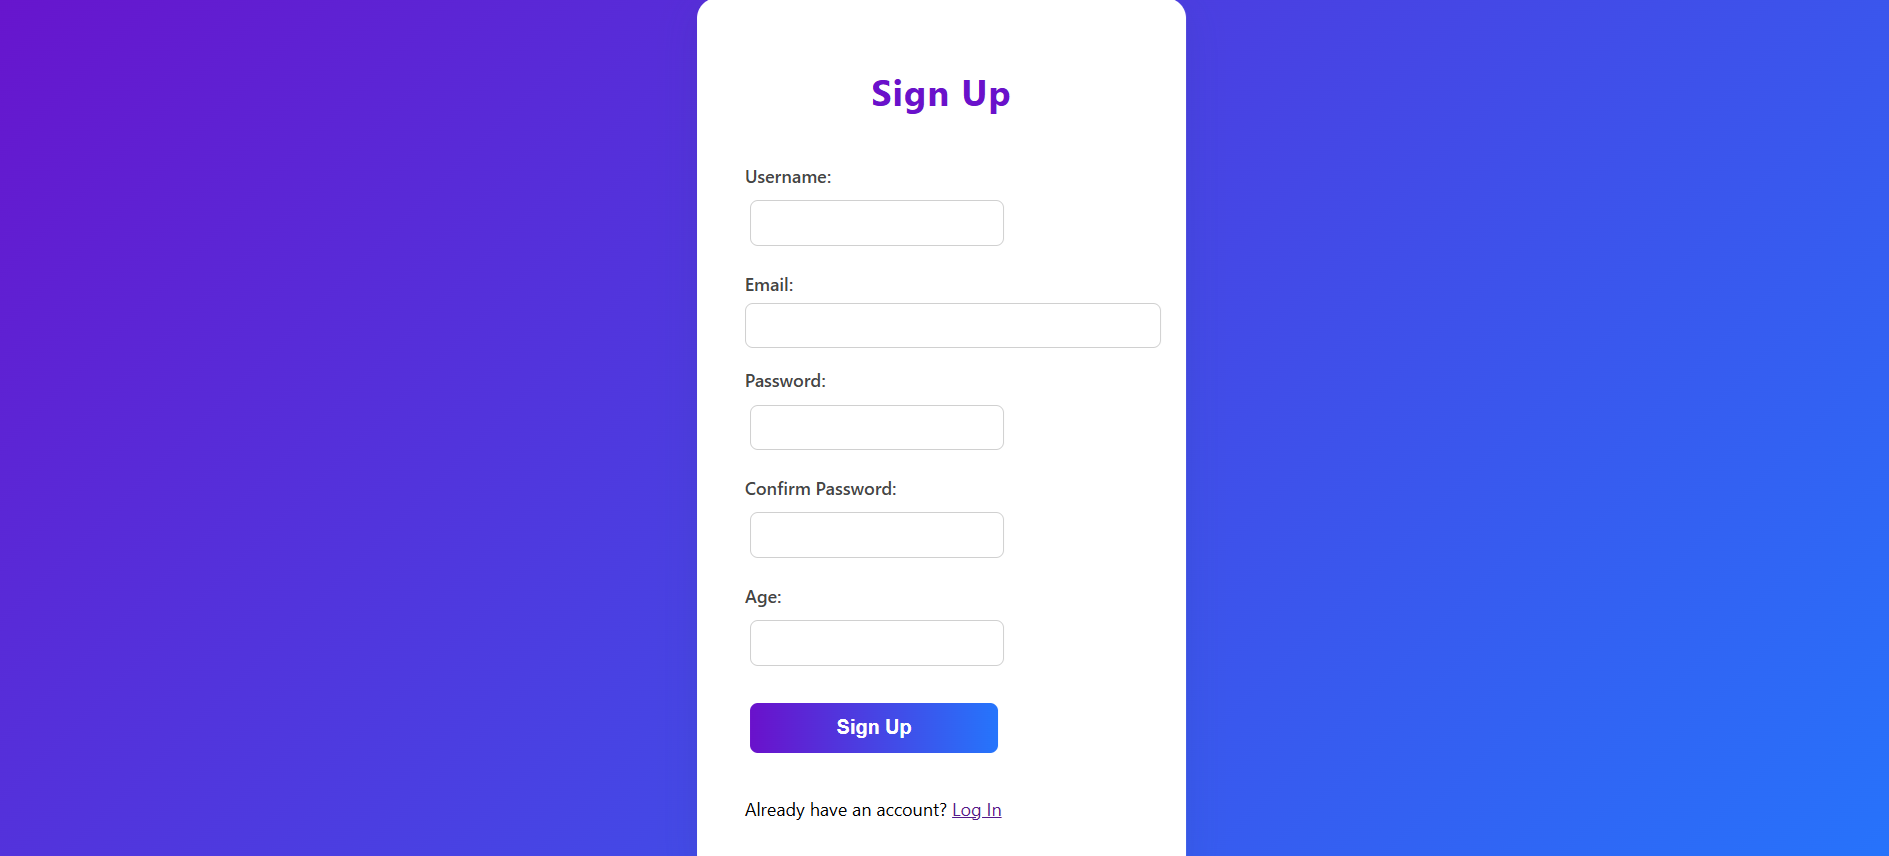 Sign Up
Username:
Email:
Password:
Confirm Password:
Age:
Sign Up
Already have an account? Log In